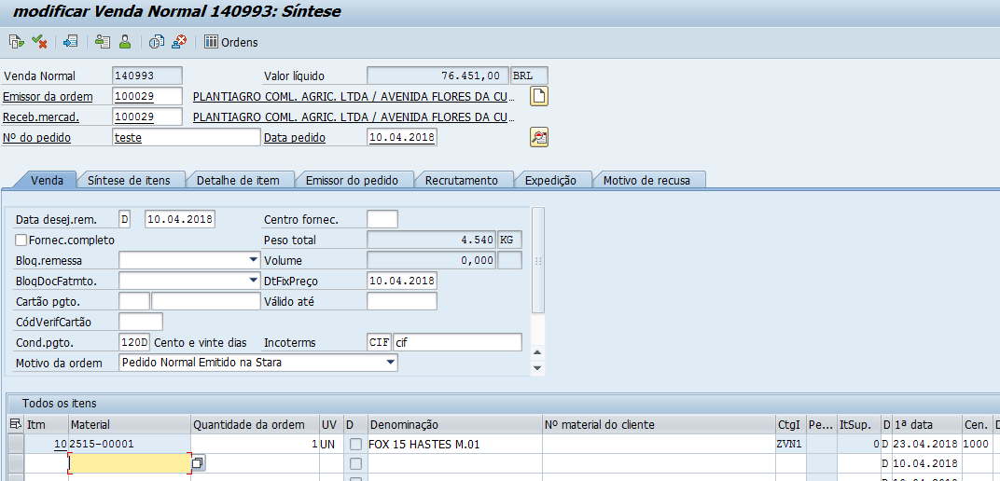 modificar Venda Normal 140993: Síntese
Ordens
Venda Normal 140993 Valor líquido 76.451,00 BRL
Emissor da ordem 100029 PLANTIAGRO COML. AGRIC. LTDA / AVENIDA FLORES DA CU...
Receb.mercad. 100029 PLANTIAGRO COML. AGRIC. LTDA / AVENIDA FLORES DA CU...
Nº do pedido teste Data pedido 10.04.2018
Venda Síntese de itens Detalhe de item Emissor do pedido Recrutamento Expedição Motivo de recusa
Data desej.rem. D 10.04.2018 Centro fornec.
Fornec.completo Peso total 4.540 KG
Bloq.remessa Volume 0,000
BloqDocFatmto. DtFixPreço 10.04.2018
Cartão pgto. Válido até
CódVerifCartão
Cond.pgto. 120D Cento e vinte dias Incoterms CIF cif
Motivo da ordem Pedido Normal Emitido na Stara
Todos os itens
Itm Material Quantidade da ordem UV D Denominação Nº material do cliente CtgI Pe... ItSup. D 1ª data Cen. D
10 2515-00001 1 UN FOX 15 HASTES M.01 ZVN1 0 D 23.04.2018 1000
D 10.04.2018